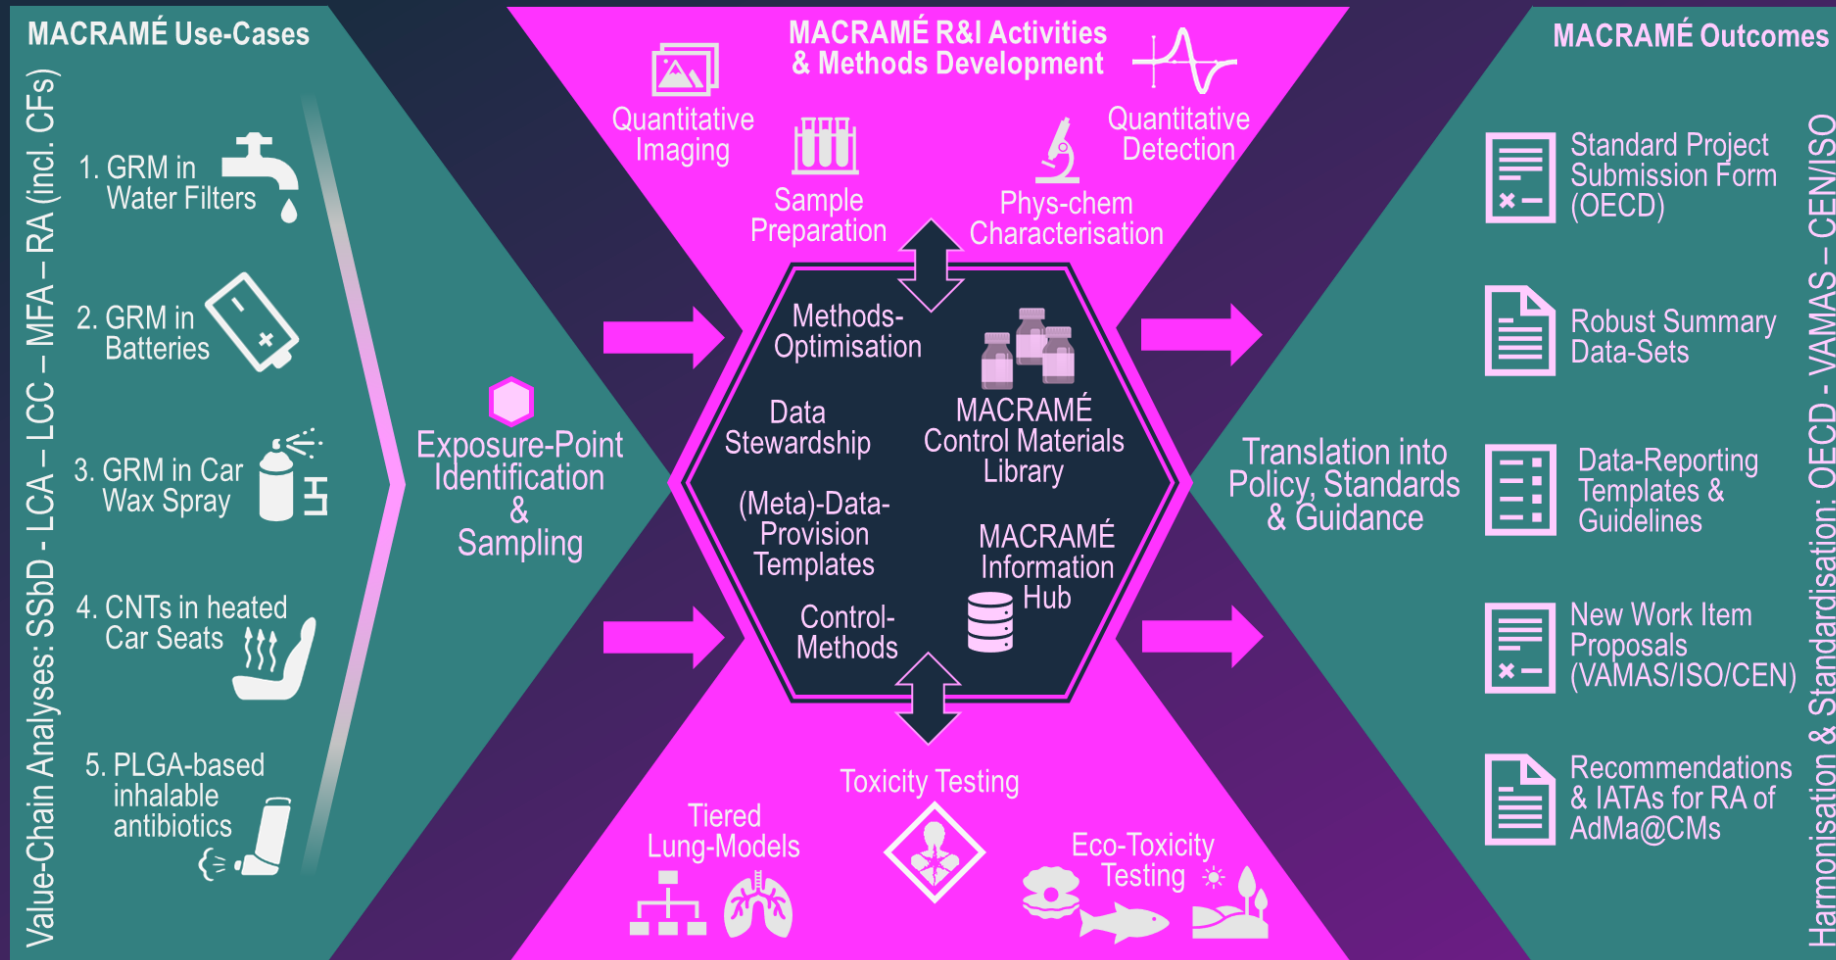 MACRAMÉ Use-Cases
Value-Chain Analyses: SSbD - LCA – LCC – MFA – RA (incl. CFs)
1. GRM in
Water Filters
2. GRM in
Batteries
3. GRM in Car
Wax Spray
4. CNTs in heated
Car Seats
5. PLGA-based
inhalable
antibiotics
Exposure-Point
Identification
&
Sampling
MACRAMÉ R&I Activities
& Methods Development
Quantitative
Imaging
Sample
Preparation
Phys-chem
Characterisation
Quantitative
Detection
Methods-
Optimisation
Data
Stewardship
(Meta)-Data-
Provision
Templates
Control-
Methods
MACRAMÉ
Control Materials
Library
MACRAMÉ
Information
Hub
Toxicity Testing
Tiered
Lung-Models
Eco-Toxicity
Testing
Translation into
Policy, Standards
& Guidance
MACRAMÉ Outcomes
Standard Project
Submission Form
(OECD)
Robust Summary
Data-Sets
Data-Reporting
Templates &
Guidelines
New Work Item
Proposals
(VAMAS/ISO/CEN)
Recommendations
& IATAs for RA of
AdMa@CMs
Harmonisation & Standardisation: OECD - VAMAS – CEN/ISO